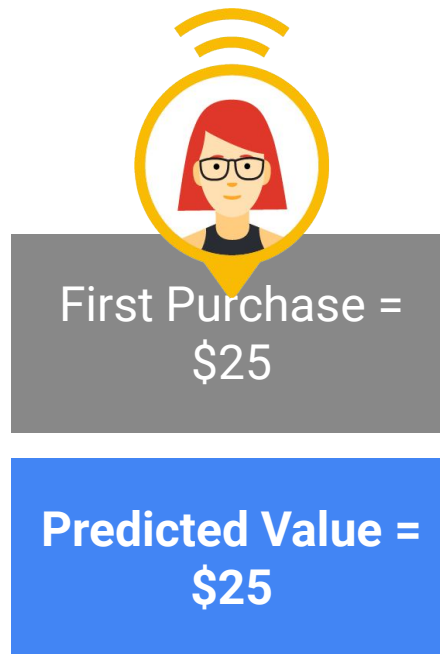 First Purchase =
$25
Predicted Value =
$25